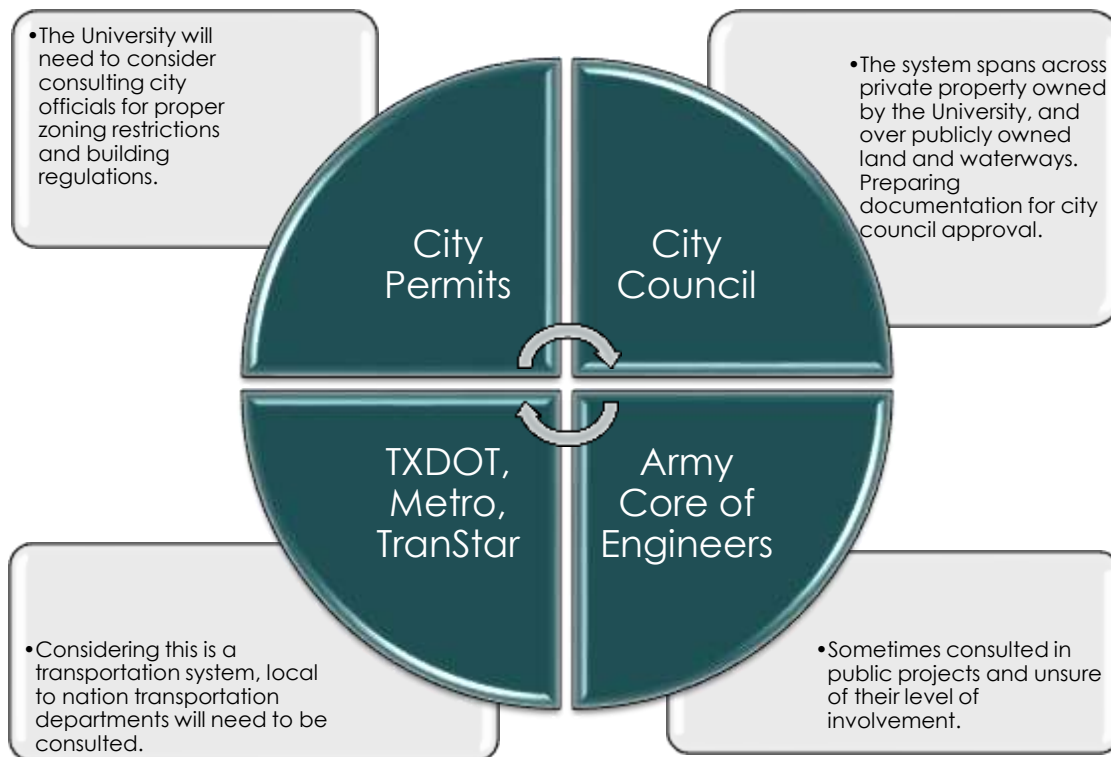 •The University will
need to consider
consulting city
officials for proper
zoning restrictions
and building
regulations.
•The system spans across
private property owned
by the University, and
over publicly owned
land and waterways.
Preparing
documentation for city
council approval.
City
Permits
City
Council
TXDOT,
Metro,
TranStar
Army
Core of
Engineers
•Considering this is a
transportation system, local
to nation transportation
departments will need to be
consulted.
•Sometimes consulted in
public projects and unsure
of their level of
involvement.